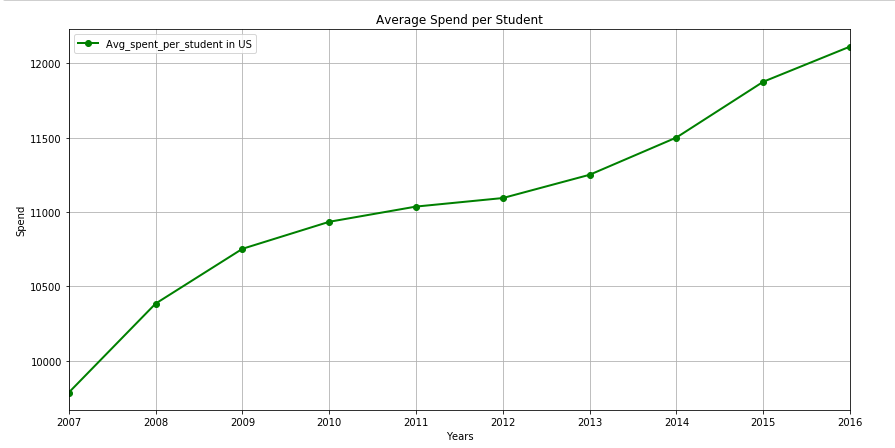 Average Spend per Student
Avg_spent_per_student in US
12000
11500
11000
10500
10000
Spend
2007 2008 2009 2010 2011 2012 2013 2014 2015 2016
Years